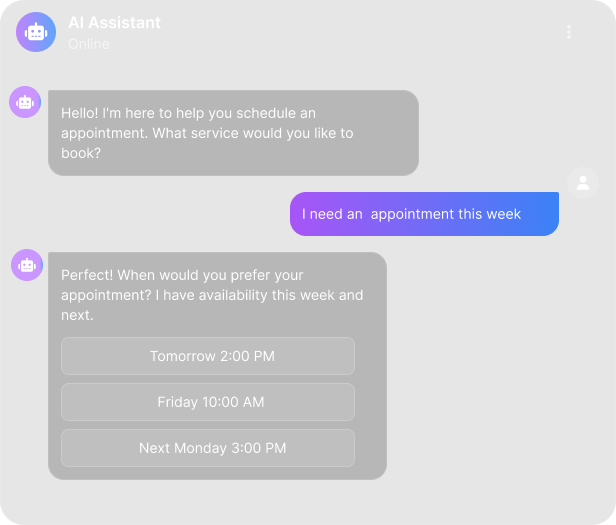 AI Assistant
Online
Hello! I'm here to help you schedule an
appointment. What service would you like to
book?
I need an  appointment this week
Perfect! When would you prefer your
appointment? I have availability this week and
next.
Tomorrow 2:00 PM
Friday 10:00 AM
Next Monday 3:00 PM